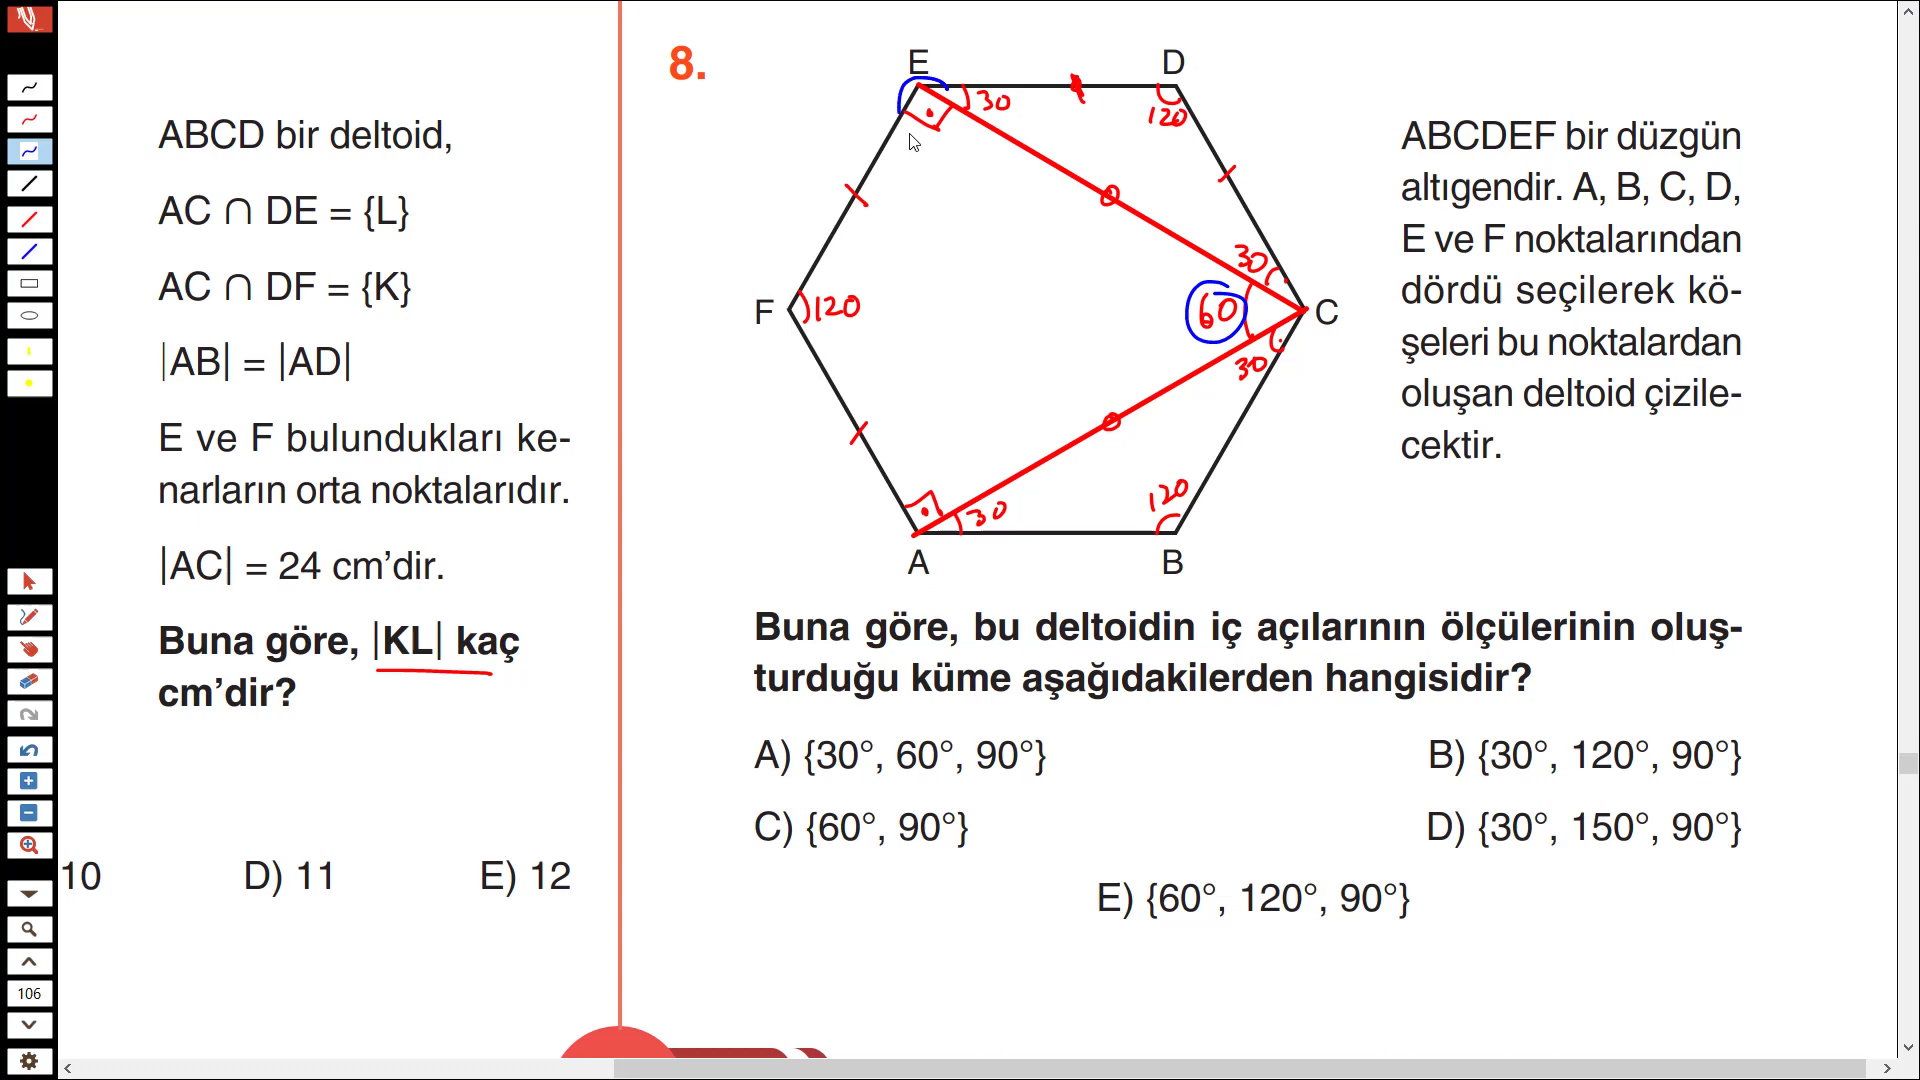 ABCD bir deltoid,
AC ∩ DE = {L}
AC ∩ DF = {K}
|AB| = |AD|
E ve F bulundukları ke-
narların orta noktalarıdır.
|AC| = 24 cm’dir.
Buna göre, |KL| kaç
cm’dir?
10
D) 11
E) 12
8.
E
D
30
120
30
F
120
60
C
30
120
30
A
B
ABCDEF bir düzgün
altıgendir. A, B, C, D,
E ve F noktalarından
dördü seçilerek kö-
şeleri bu noktalardan
oluşan deltoid çizile-
cektir.
Buna göre, bu deltoidin iç açılarının ölçülerinin oluş-
turduğu küme aşağıdakilerden hangisidir?
A) {30°, 60°, 90°}
B) {30°, 120°, 90°}
C) {60°, 90°}
D) {30°, 150°, 90°}
E) {60°, 120°, 90°}
106